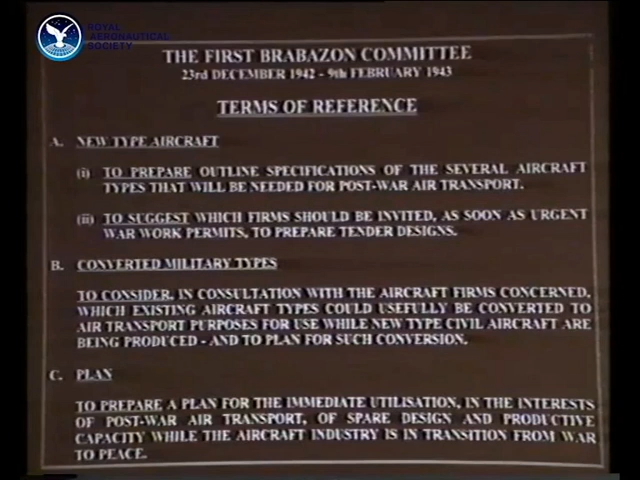 ROYAL
AERONAUTICAL
SOCIETY
THE FIRST BRABAZON COMMITTEE
23rd DECEMBER 1942 - 9th FEBRUARY 1943
TERMS OF REFERENCE
A. NEW TYPE AIRCRAFT
(i) TO PREPARE OUTLINE SPECIFICATIONS OF THE SEVERAL AIRCRAFT
TYPES THAT WILL BE NEEDED FOR POST-WAR AIR TRANSPORT.
(ii) TO SUGGEST WHICH FIRMS SHOULD BE INVITED, AS SOON AS URGENT
WAR WORK PERMITS, TO PREPARE TENDER DESIGNS.
B. CONVERTED MILITARY TYPES
TO CONSIDER, IN CONSULTATION WITH THE AIRCRAFT FIRMS CONCERNED,
WHICH EXISTING AIRCRAFT TYPES COULD USEFULLY BE CONVERTED TO
AIR TRANSPORT PURPOSES FOR USE WHILE NEW TYPE CIVIL AIRCRAFT ARE
BEING PRODUCED - AND TO PLAN FOR SUCH CONVERSION.
C. PLAN
TO PREPARE A PLAN FOR THE IMMEDIATE UTILISATION, IN THE INTERESTS
OF POST-WAR AIR TRANSPORT, OF SPARE DESIGN AND PRODUCTIVE
CAPACITY WHILE THE AIRCRAFT INDUSTRY IS IN TRANSITION FROM WAR
TO PEACE.